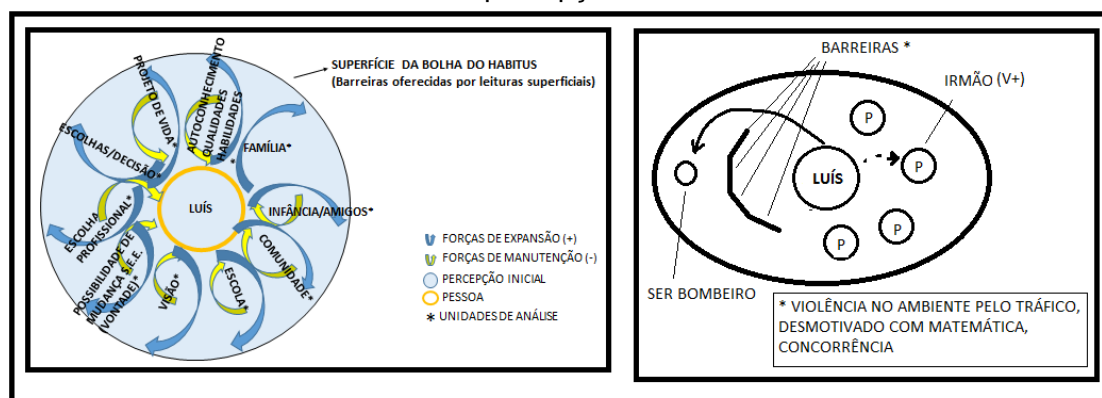 SUPERFÍCIE DA BOLHA DO HABITUS
(Barreiras oferecidas por leituras superficiais)
PROJETO DE VIDA*
AUTOCONHECIMENTO
QUALIDADES
HABILIDADES
*
FAMÍLIA*
ESCOLHAS/DECISÃO*
LUÍS
INFÂNCIA/AMIGOS*
ESCOLHA
PROFISSIONAL*
COMUNIDADE*
POSSIBILIDADE DE
MUDANÇA S.E.E.
(VONTADE)*
VISÃO*
ESCOLA*
FORÇAS DE EXPANSÃO (+)
FORÇAS DE MANUTENÇÃO (-)
PERCEPÇÃO INICIAL
PESSOA
* UNIDADES DE ANÁLISE
BARREIRAS *
IRMÃO (V+)
P
LUÍS
P
P
P
SER BOMBEIRO
* VIOLÊNCIA NO AMBIENTE PELO TRÁFICO,
DESMOTIVADO COM MATEMÁTICA,
CONCORRÊNCIA